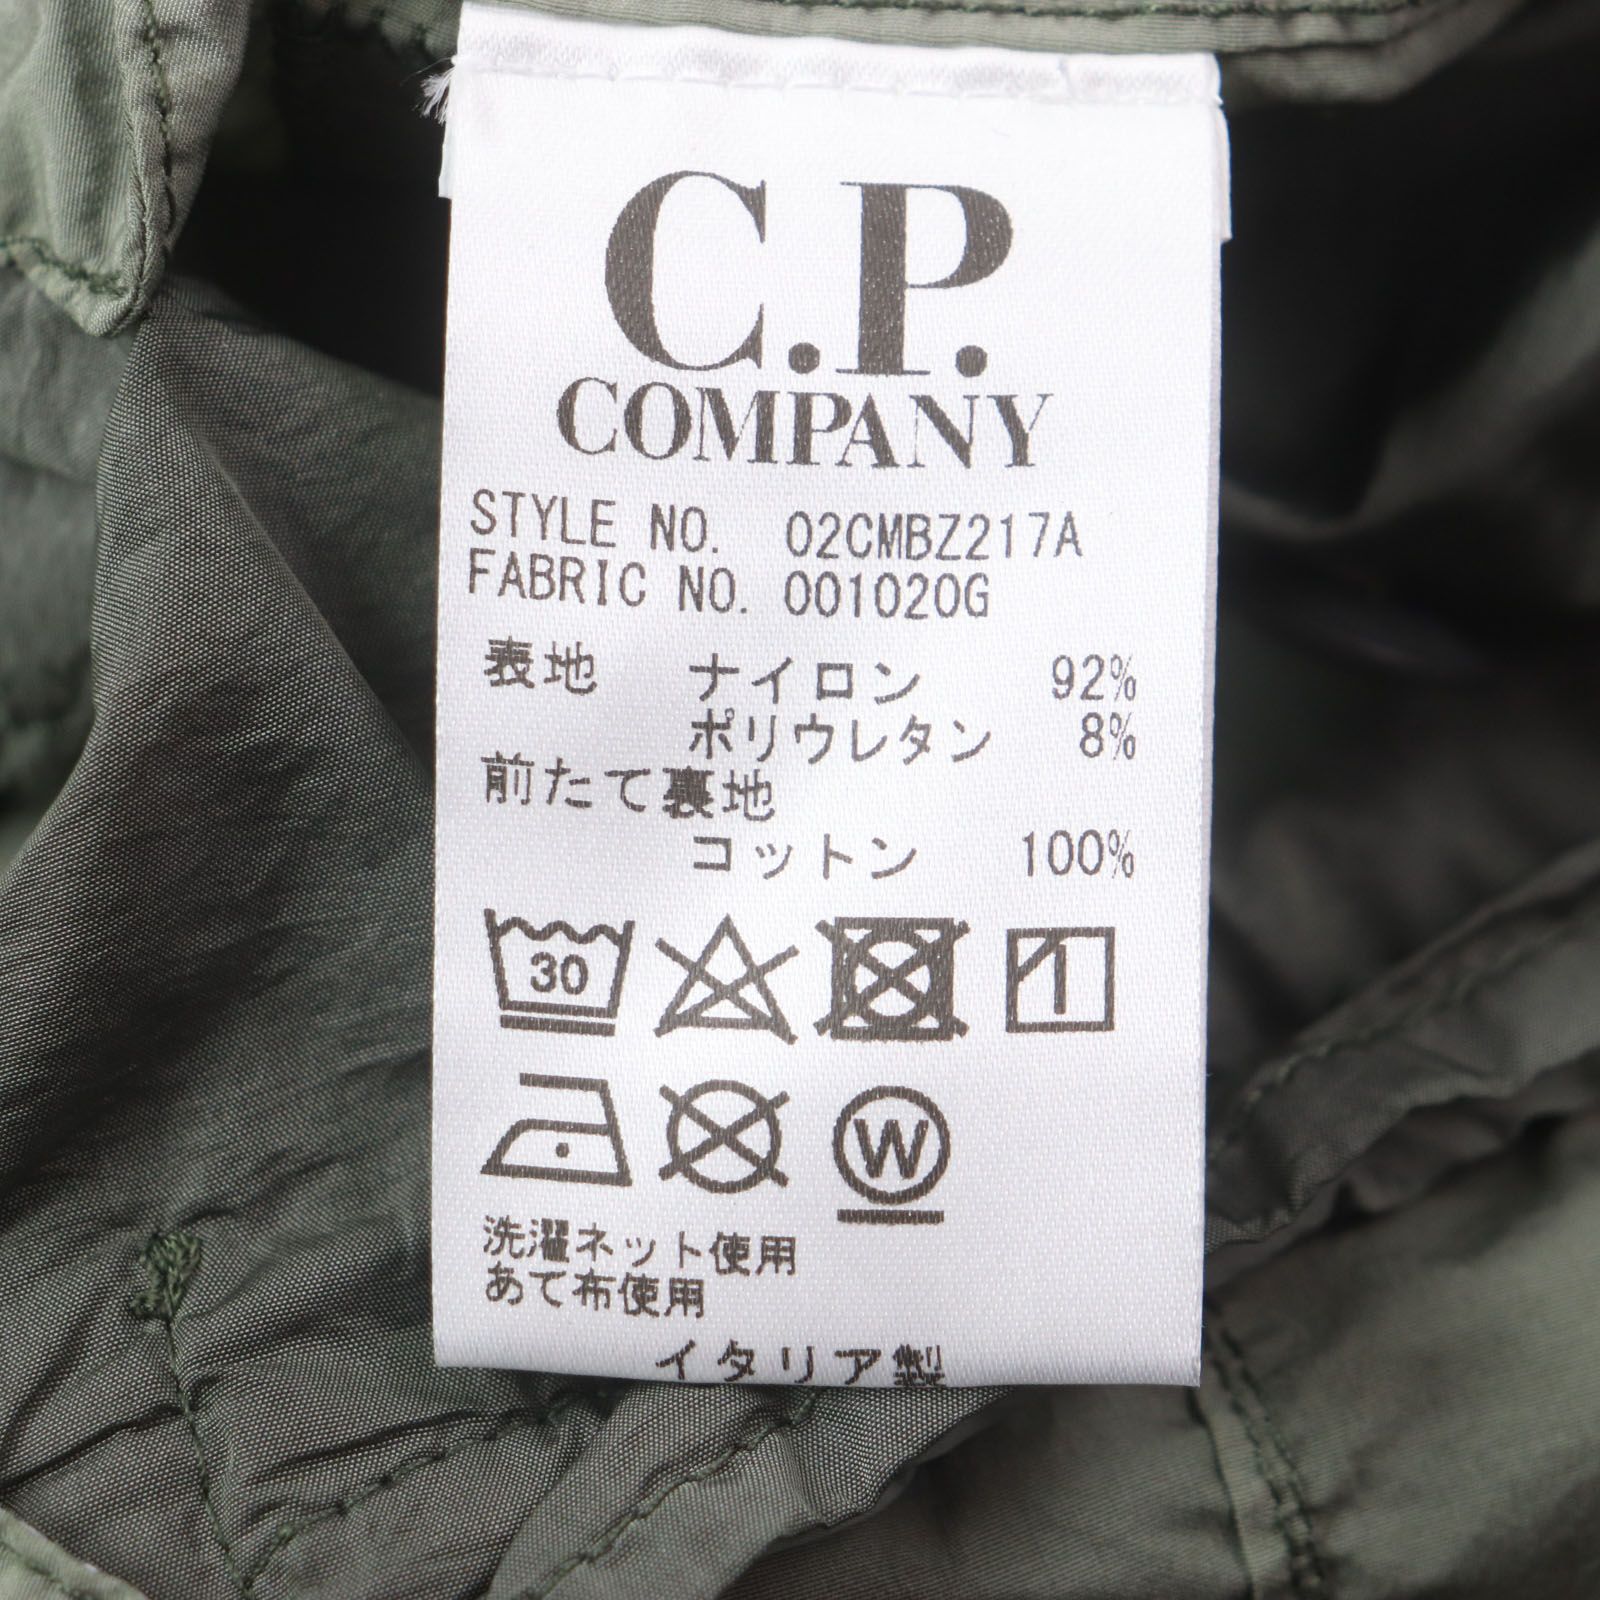 C.P.
COMPANY
STYLE NO. 02CMBZ217A
FABRIC NO. 001020G
表地 ナイロン 92%
ポリウレタン 8%
前たて裏地
コットン 100%
30
1
W
洗濯ネット使用
あて布使用
イタリア製